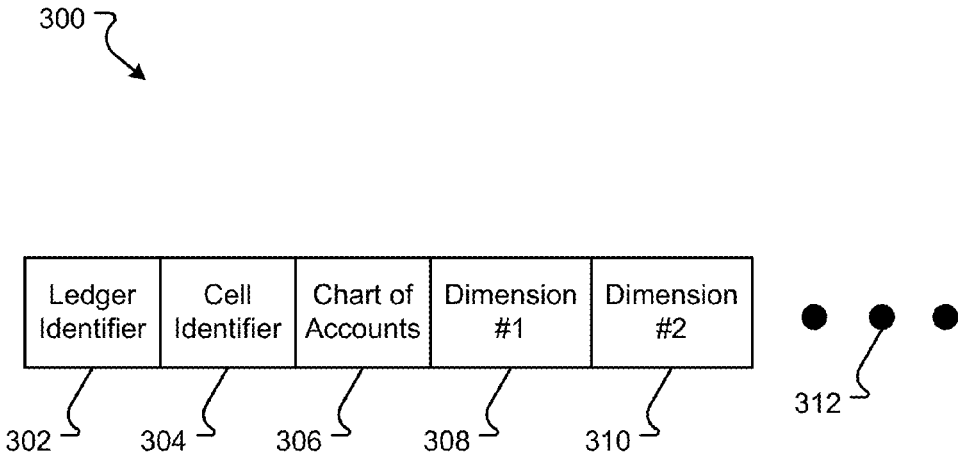 300
Ledger Identifier
Cell Identifier
Chart of Accounts
Dimension #1
Dimension #2
302
304
306
308
310
312